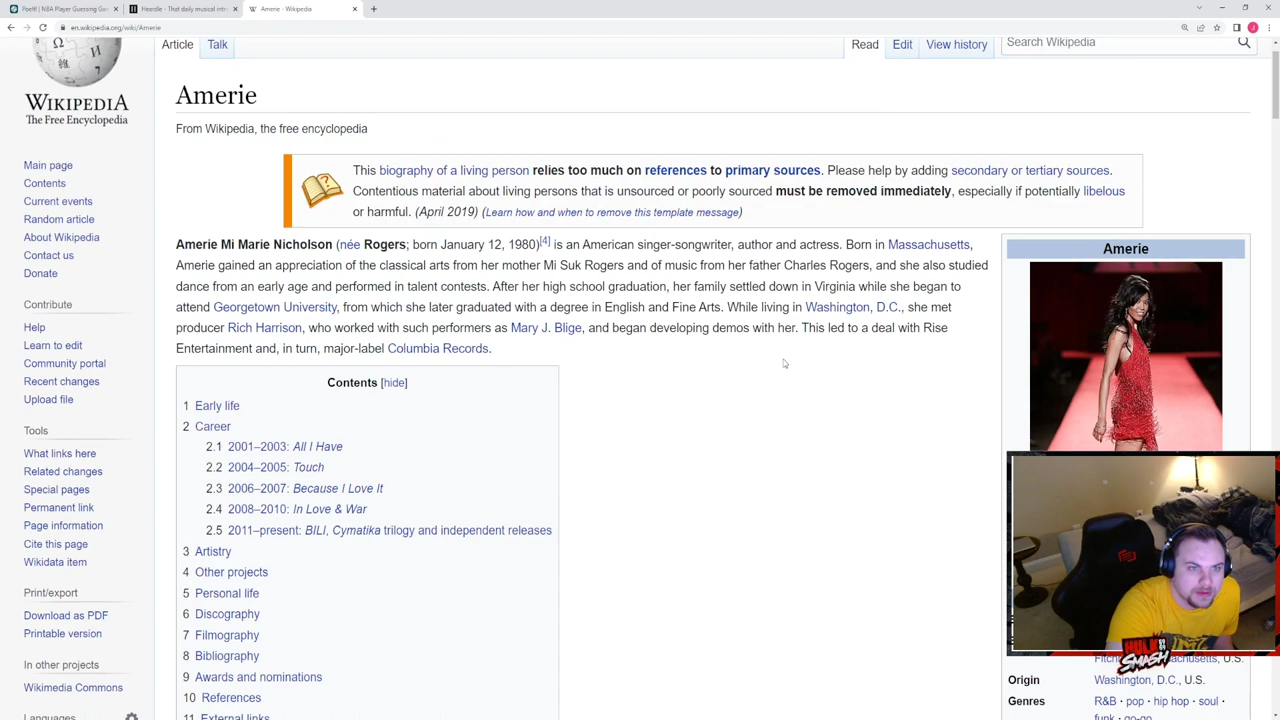 Poeltl | NBA Player Guessing Ga
Heardle - That daily musical intr
Amerie - Wikipedia
en.wikipedia.org/wiki/Amerie
WIKIPEDIA
The Free Encyclopedia
Main page
Contents
Current events
Random article
About Wikipedia
Contact us
Donate
Contribute
Help
Learn to edit
Community portal
Recent changes
Upload file
Tools
What links here
Related changes
Special pages
Permanent link
Page information
Cite this page
Wikidata item
Print/export
Download as PDF
Printable version
In other projects
Wikimedia Commons
Languages
Article Talk Read Edit View history Search Wikipedia
Amerie
From Wikipedia, the free encyclopedia
This biography of a living person relies too much on references to primary sources. Please help by adding secondary or tertiary sources.
Contentious material about living persons that is unsourced or poorly sourced must be removed immediately, especially if potentially libelous
or harmful. (April 2019) (Learn how and when to remove this template message)
Amerie Mi Marie Nicholson (née Rogers; born January 12, 1980)[4] is an American singer-songwriter, author and actress. Born in Massachusetts,
Amerie gained an appreciation of the classical arts from her mother Mi Suk Rogers and of music from her father Charles Rogers, and she also studied
dance from an early age and performed in talent contests. After her high school graduation, her family settled down in Virginia while she began to
attend Georgetown University, from which she later graduated with a degree in English and Fine Arts. While living in Washington, D.C., she met
producer Rich Harrison, who worked with such performers as Mary J. Blige, and began developing demos with her. This led to a deal with Rise
Entertainment and, in turn, major-label Columbia Records.
Contents [hide]
1 Early life
2 Career
2.1 2001–2003: All I Have
2.2 2004–2005: Touch
2.3 2006–2007: Because I Love It
2.4 2008–2010: In Love & War
2.5 2011–present: BILI, Cymatika trilogy and independent releases
3 Artistry
4 Other projects
5 Personal life
6 Discography
7 Filmography
8 Bibliography
9 Awards and nominations
10 References
11 External links
Amerie
HULK
SMASH
U.S.
Origin Washington, D.C., U.S.
Genres R&B · pop · hip hop · soul ·
funk · go-go